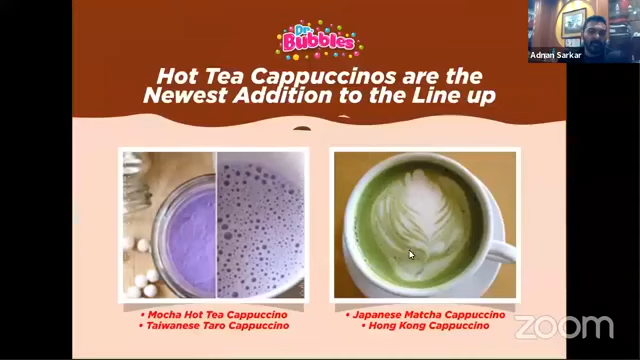 Dr.
Bubbles
Hot Tea Cappuccinos are the
Newest Addition to the Line up
• Mocha Hot Tea Cappuccino
• Taiwanese Taro Cappuccino
• Japanese Matcha Cappuccino
• Hong Kong Cappuccino
Adnan Sarkar
zoom